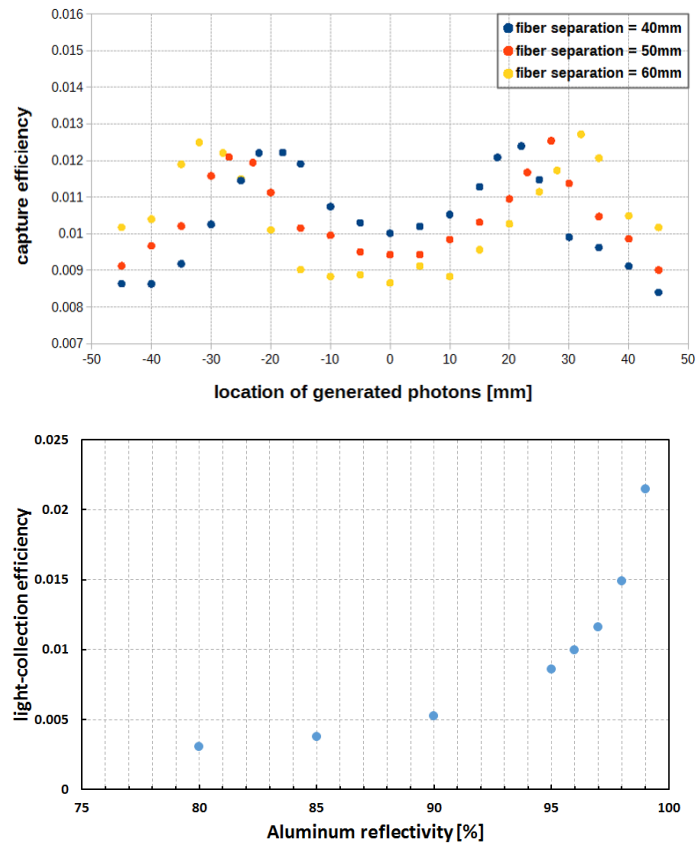 0.016
0.015
0.014
0.013
0.012
0.011
0.01
0.009
0.008
0.007
capture efficiency
fiber separation = 40mm
fiber separation = 50mm
fiber separation = 60mm
-50 -40 -30 -20 -10 0 10 20 30 40 50
location of generated photons [mm]
0.025
0.02
0.015
0.01
0.005
0
light-collection efficiency
75 80 85 90 95 100
Aluminum reflectivity [%]